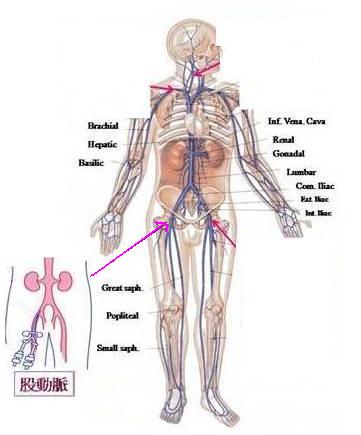 Brachial
Hepatic
Basilic
Inf. Vena. Cava
Renal
Gonadal
Lumbar
Com. Iliac
Ext. Iliac
Int. Iliac
Great saph.
Popliteal
Small saph.
股動脈